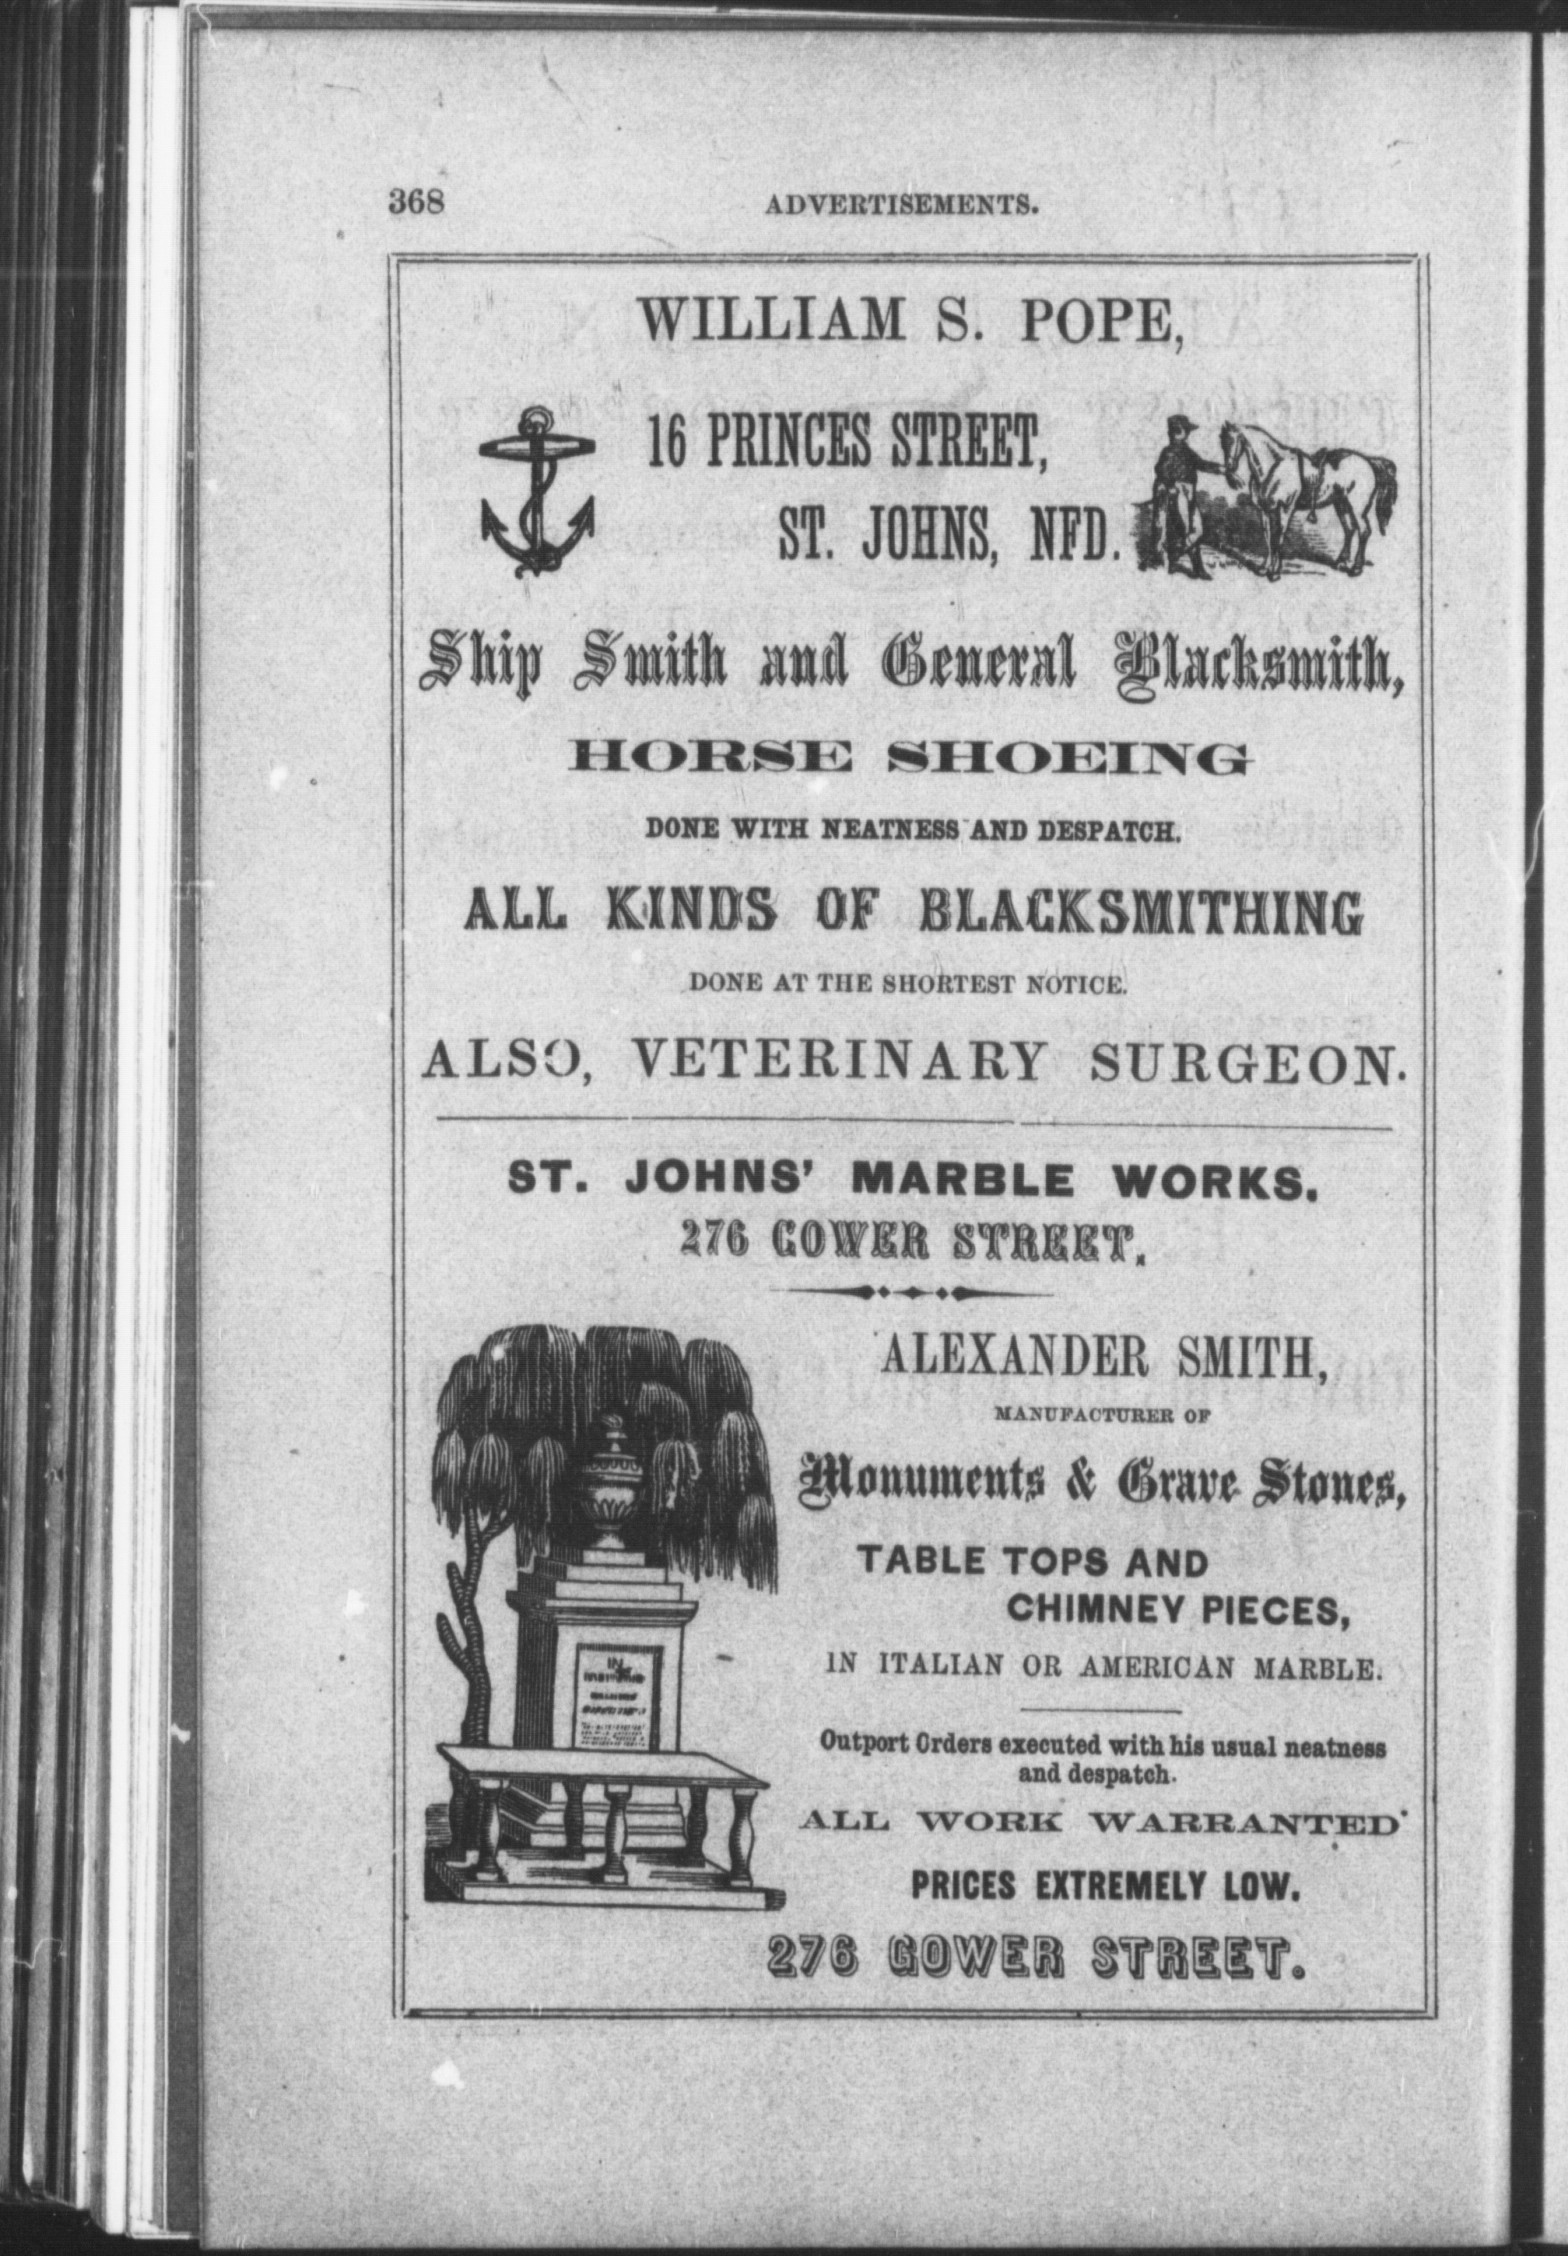 368 ADVERTISEMENTS.
WILLIAM S. POPE,
16 PRINCES STREET,
ST. JOHNS, NFD.
Ship Smith and General Blacksmith,
HORSE SHOEING
DONE WITH NEATNESS AND DESPATCH.
ALL KINDS OF BLACKSMITHING
DONE AT THE SHORTEST NOTICE.
ALSO, VETERINARY SURGEON.
ST. JOHNS' MARBLE WORKS.
276 GOWER STREET.
ALEXANDER SMITH,
MANUFACTURER OF
Monuments & Grave Stones,
TABLE TOPS AND
CHIMNEY PIECES,
IN ITALIAN OR AMERICAN MARBLE.
IN
Outport Orders executed with his usual neatness
and despatch.
ALL WORK WARRANTED
PRICES EXTREMELY LOW.
276 GOWER STREET.